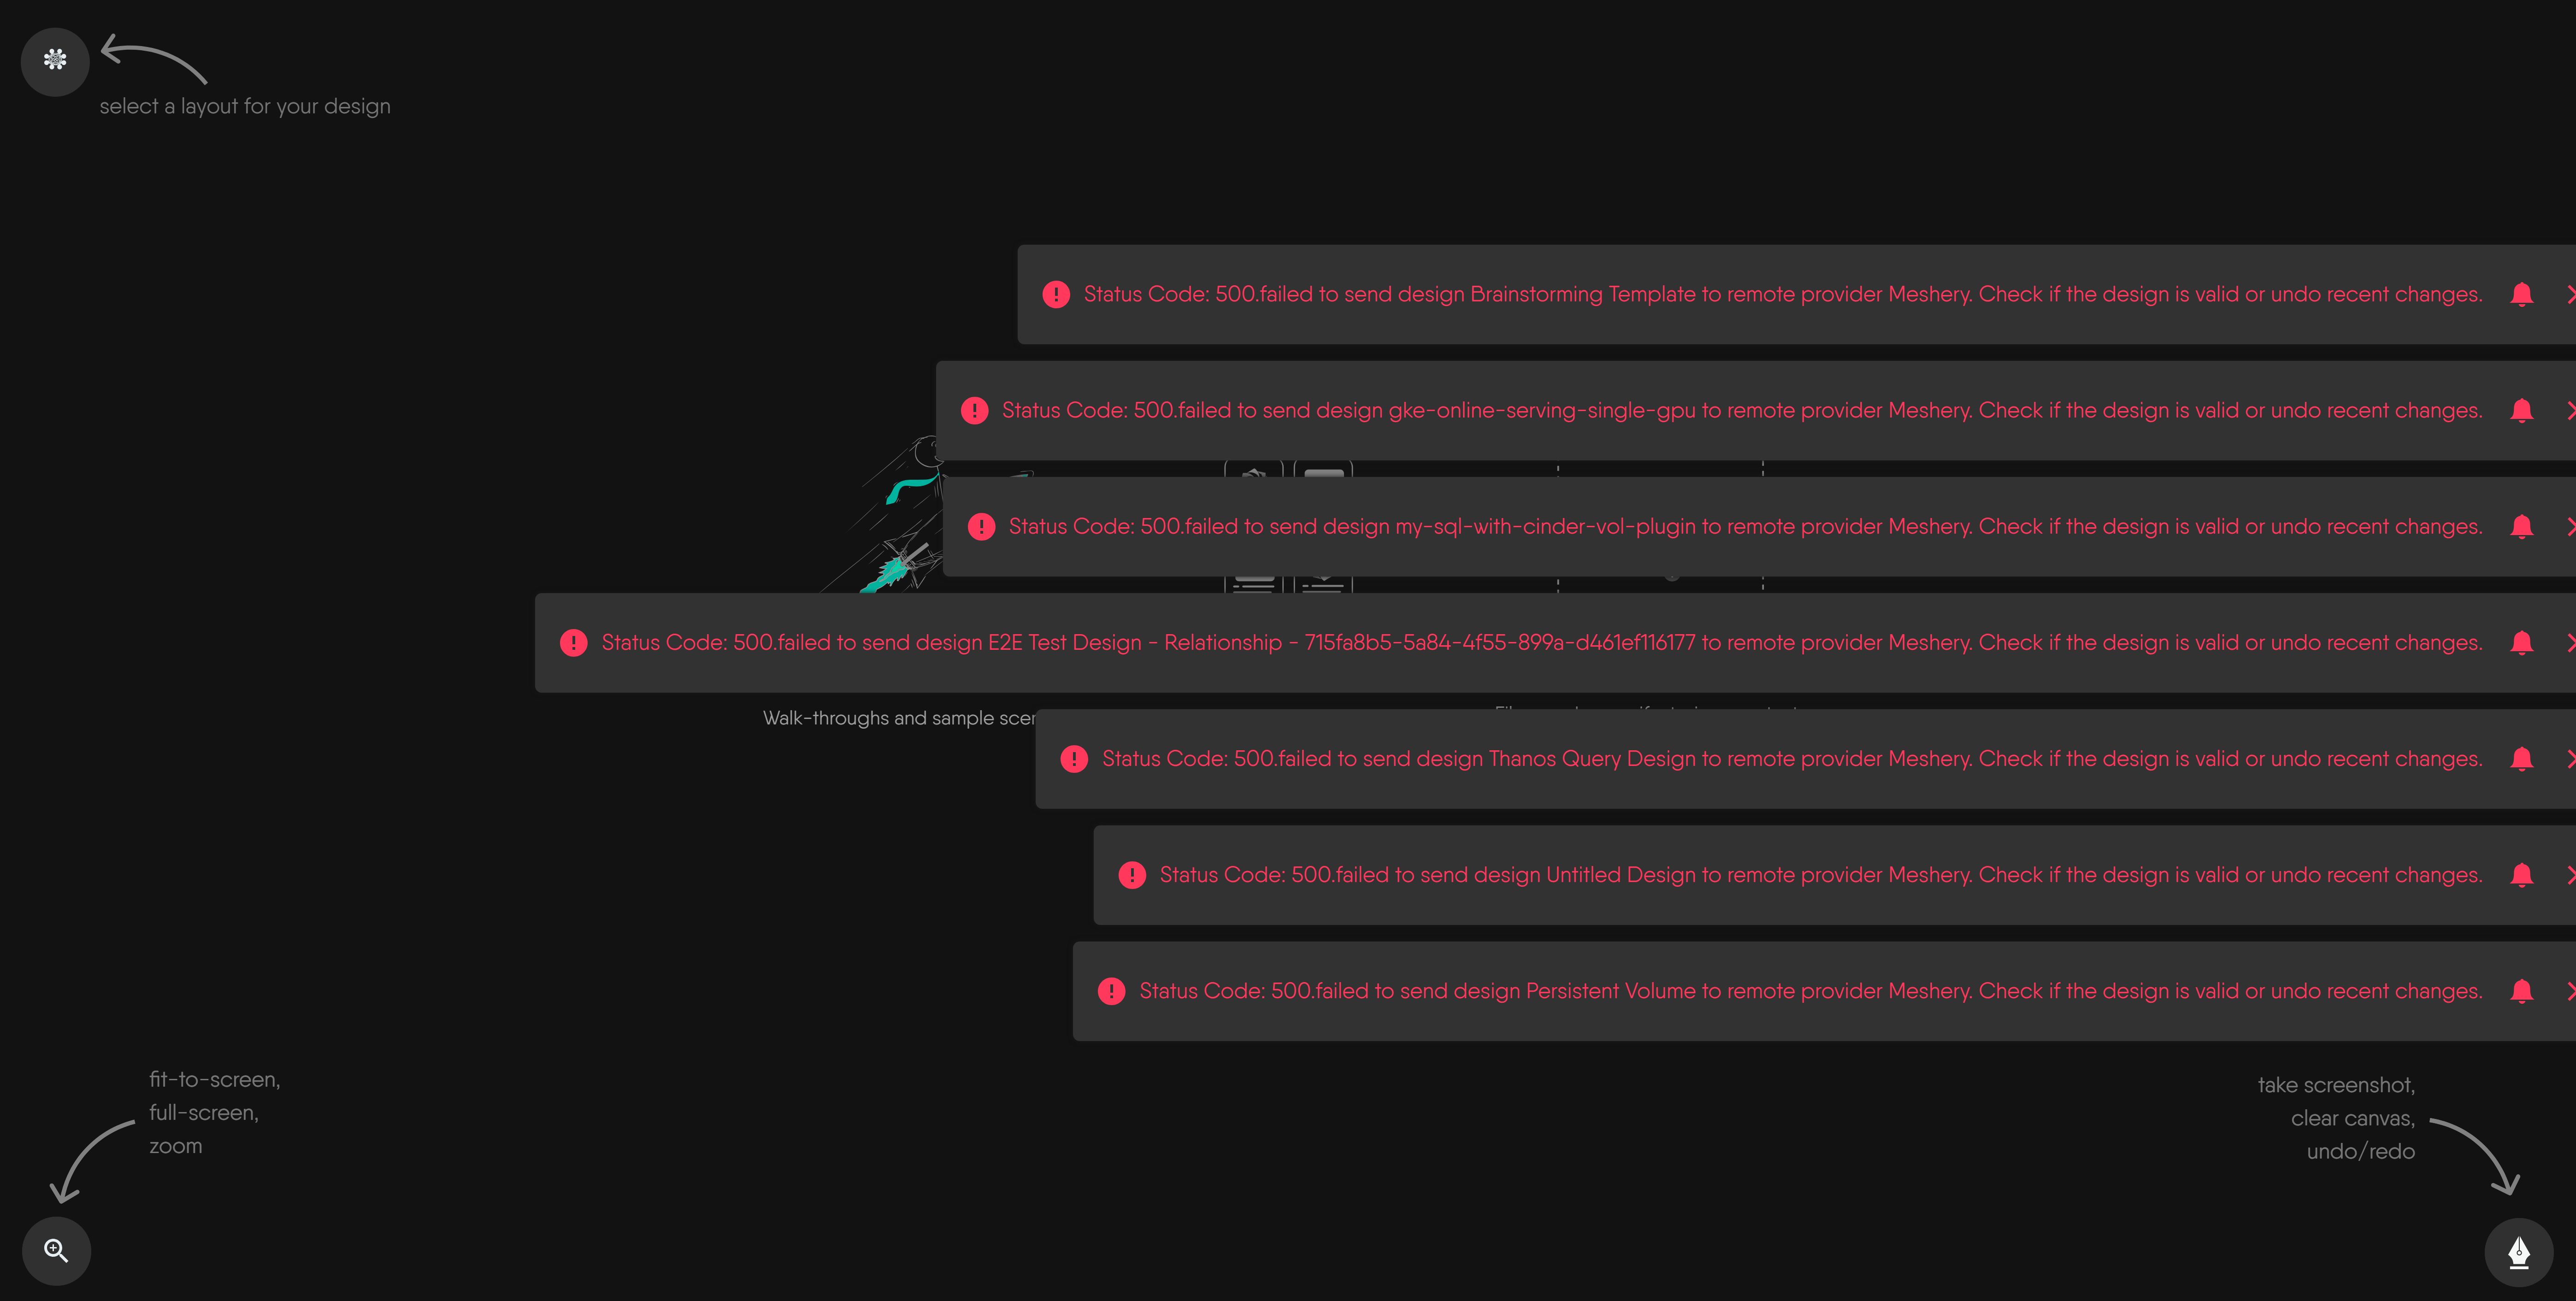 select a layout for your design
Status Code: 500.failed to send design Brainstorming Template to remote provider Meshery. Check if the design is valid or undo recent changes.
Status Code: 500.failed to send design gke-online-serving-single-gpu to remote provider Meshery. Check if the design is valid or undo recent changes.
Status Code: 500.failed to send design my-sql-with-cinder-vol-plugin to remote provider Meshery. Check if the design is valid or undo recent changes.
Status Code: 500.failed to send design E2E Test Design - Relationship - 715fa8b5-5a84-4f55-899a-d461ef116177 to remote provider Meshery. Check if the design is valid or undo recent changes.
Walk-throughs and sample
Status Code: 500.failed to send design Thanos Query Design to remote provider Meshery. Check if the design is valid or undo recent changes.
Status Code: 500.failed to send design Untitled Design to remote provider Meshery. Check if the design is valid or undo recent changes.
Status Code: 500.failed to send design Persistent Volume to remote provider Meshery. Check if the design is valid or undo recent changes.
fit-to-screen,
full-screen,
zoom
take screenshot,
clear canvas,
undo/redo